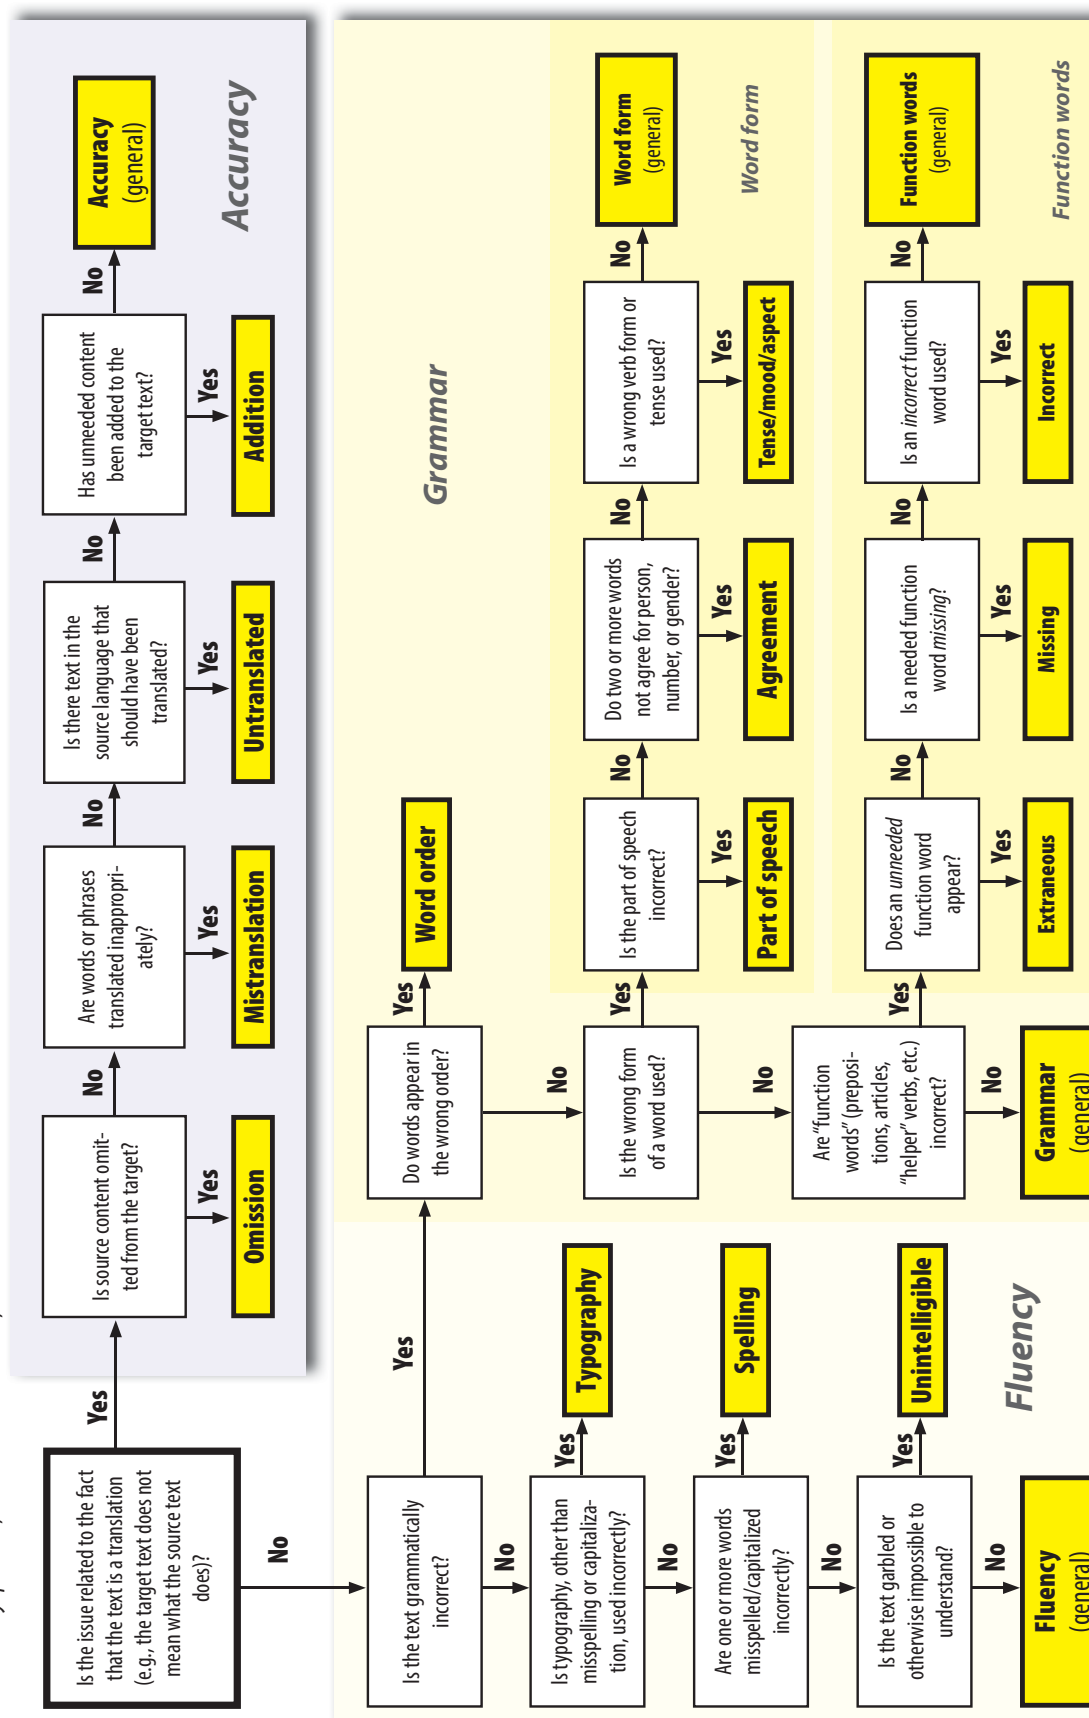 Is the issue related to the fact
that the text is a translation
(e.g., the target text does not
mean what the source text
does)?
Yes
No
Is source content omit-
ted from the target?
Yes
Omission
No
Are words or phrases
translated inappropri-
ately?
Yes
Mistranslation
No
Is there text in the
source language that
should have been
translated?
Yes
Untranslated
No
Has unneeded content
been added to the
target text?
Yes
Addition
No
Accuracy
(general)
Accuracy
Is the text grammatically
incorrect?
Yes
No
Do words appear in
the wrong order?
Yes
Word order
No
Grammar
Is the wrong form
of a word used?
Yes
No
Is the part of speech
incorrect?
Yes
Part of speech
No
Do two or more words
not agree for person,
number, or gender?
Yes
Agreement
No
Is a wrong verb form or
tense used?
Yes
Tense/mood/aspect
No
Word form
(general)
Word form
Are “function
words” (preposi-
tions, articles,
“helper” verbs, etc.)
incorrect?
Yes
No
Grammar
(general)
Does an unneeded
function word
appear?
Yes
Extraneous
No
Is a needed function
word missing?
Yes
Missing
No
Is an incorrect function
word used?
Yes
Incorrect
No
Function words
(general)
Function words
Is typography, other than
misspelling or capitaliza-
tion, used incorrectly?
Yes
Typography
No
Are one or more words
misspelled/capitalized
incorrectly?
Yes
Spelling
No
Is the text garbled or
otherwise impossible to
understand?
Yes
Unintelligible
No
Fluency
(general)
Fluency